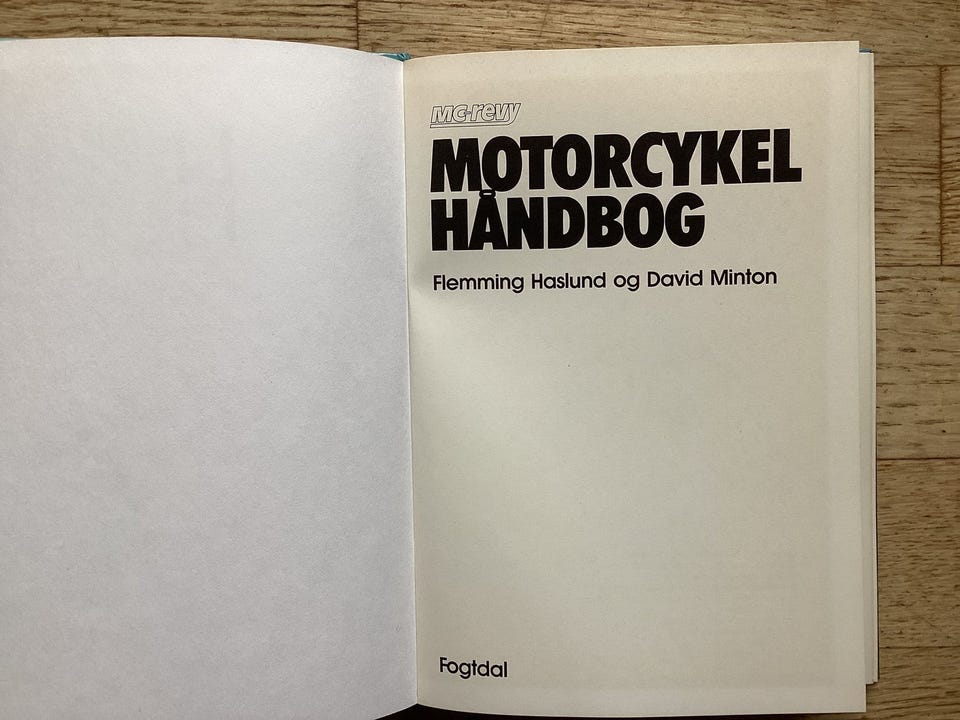 MC-revy
MOTORCYKEL
HÅNDBOG
Flemming Haslund og David Minton
Fogtdal